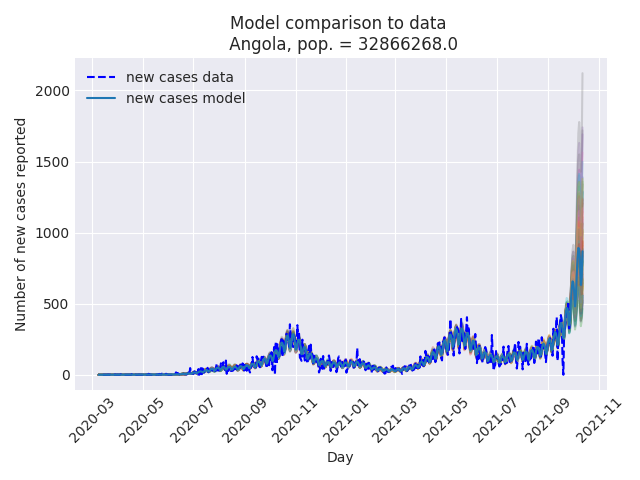 Model comparison to data
Angola, pop. = 32866268.0
new cases data
new cases model
Number of new cases reported
2000
1500
1000
500
0
2020-03
2020-05
2020-07
2020-09
2020-11
2021-01
2021-03
2021-05
2021-07
2021-09
2021-11
Day